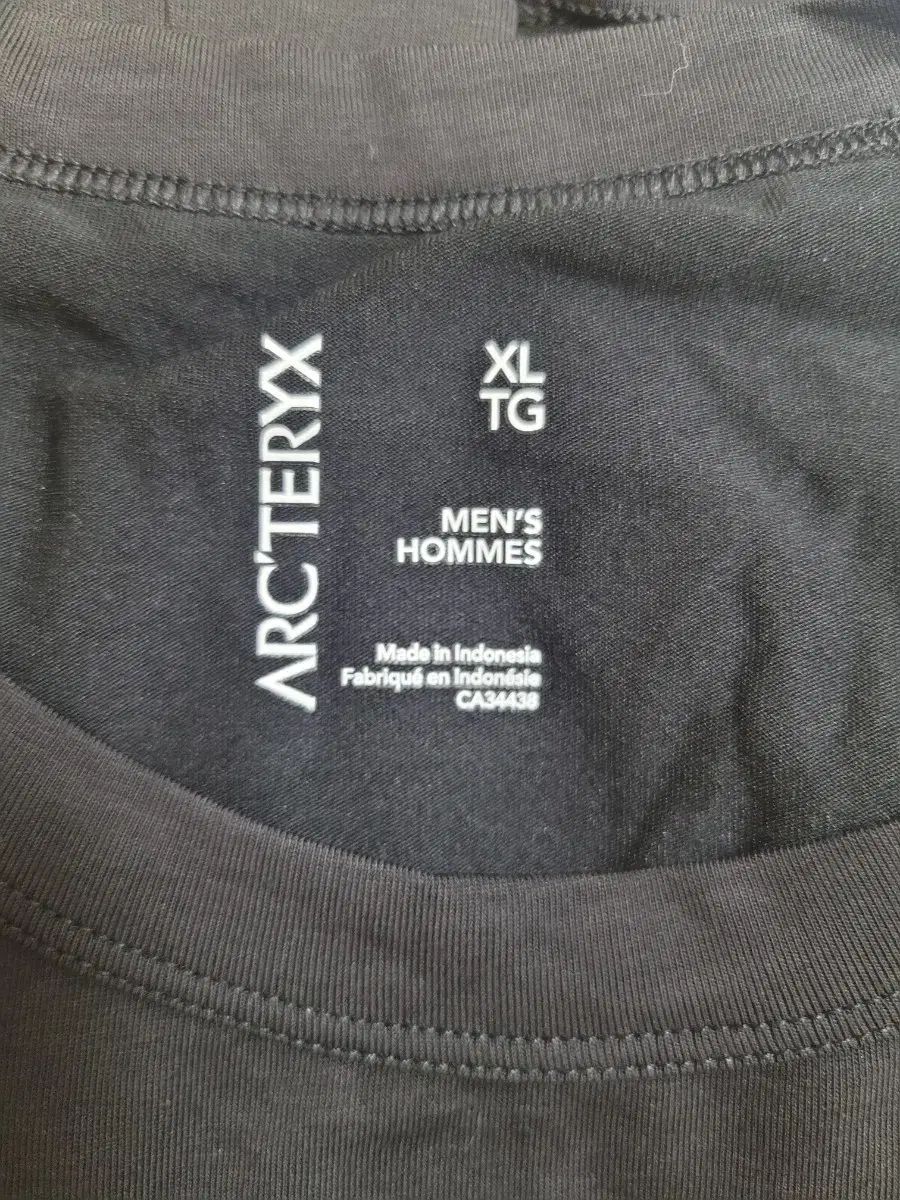 ARC'TERYX
XL
TG
MEN'S
HOMMES
Made in Indonesia
Fabriqué en Indonésie
CA34438